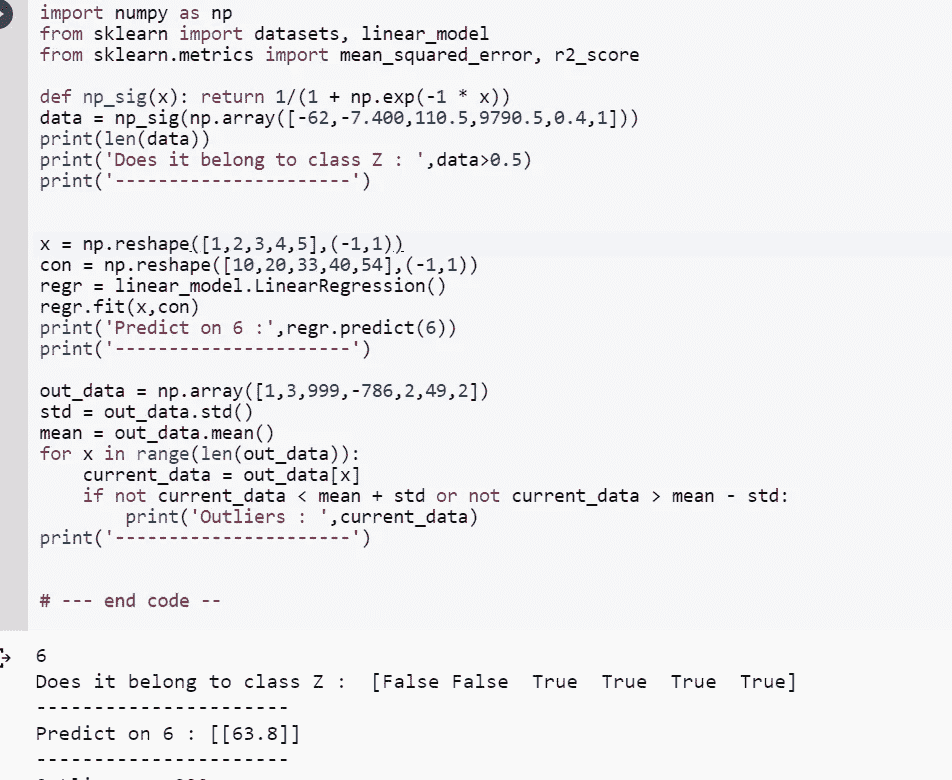 import numpy as np
from sklearn import datasets, linear_model
from sklearn.metrics import mean_squared_error, r2_score
def np_sig(x): return 1/(1 + np.exp(-1 * x))
data = np_sig(np.array([-62,-7.400,110.5,9790.5,0.4,1]))
print(len(data))
print('Does it belong to class Z : ',data>0.5)
print('----------------------')
x = np.reshape([1,2,3,4,5],(-1,1))
con = np.reshape([10,20,33,40,54],(-1,1))
regr = linear_model.LinearRegression()
regr.fit(x,con)
print('Predict on 6 :',regr.predict(6))
print('----------------------')
out_data = np.array([1,3,999,-786,2,49,2])
std = out_data.std()
mean = out_data.mean()
for x in range(len(out_data)):
    current_data = out_data[x]
    if not current_data < mean + std or not current_data > mean - std:
        print('Outliers : ',current_data)
print('----------------------')
# --- end code --
6
Does it belong to class Z :  [False False  True  True  True  True]
----------------------
Predict on 6 : [[63.8]]
----------------------